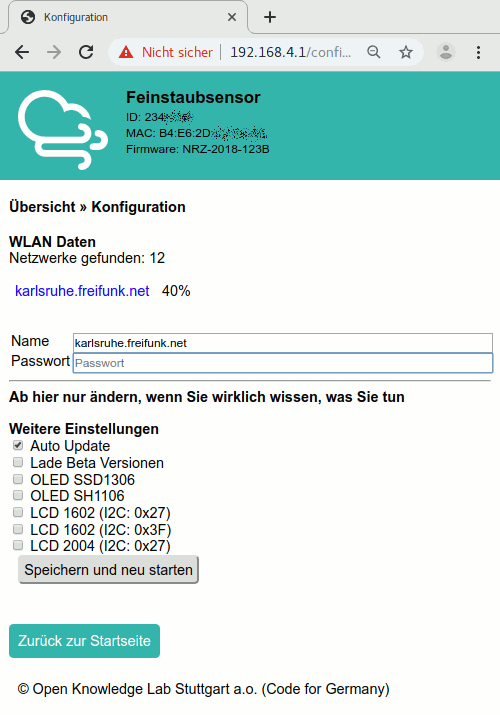 Konfiguration
Nicht sicher 192.168.4.1/confi...
Feinstaubsensor
ID: 234
MAC: B4:E6:2D
Firmware: NRZ-2018-123B
Übersicht » Konfiguration
WLAN Daten
Netzwerke gefunden: 12
karlsruhe.freifunk.net 40%
Name karlsruhe.freifunk.net
Passwort Passwort
Ab hier nur ändern, wenn Sie wirklich wissen, was Sie tun
Weitere Einstellungen
Auto Update
Lade Beta Versionen
OLED SSD1306
OLED SH1106
LCD 1602 (I2C: 0x27)
LCD 1602 (I2C: 0x3F)
LCD 2004 (I2C: 0x27)
Speichern und neu starten
Zurück zur Startseite
© Open Knowledge Lab Stuttgart a.o. (Code for Germany)